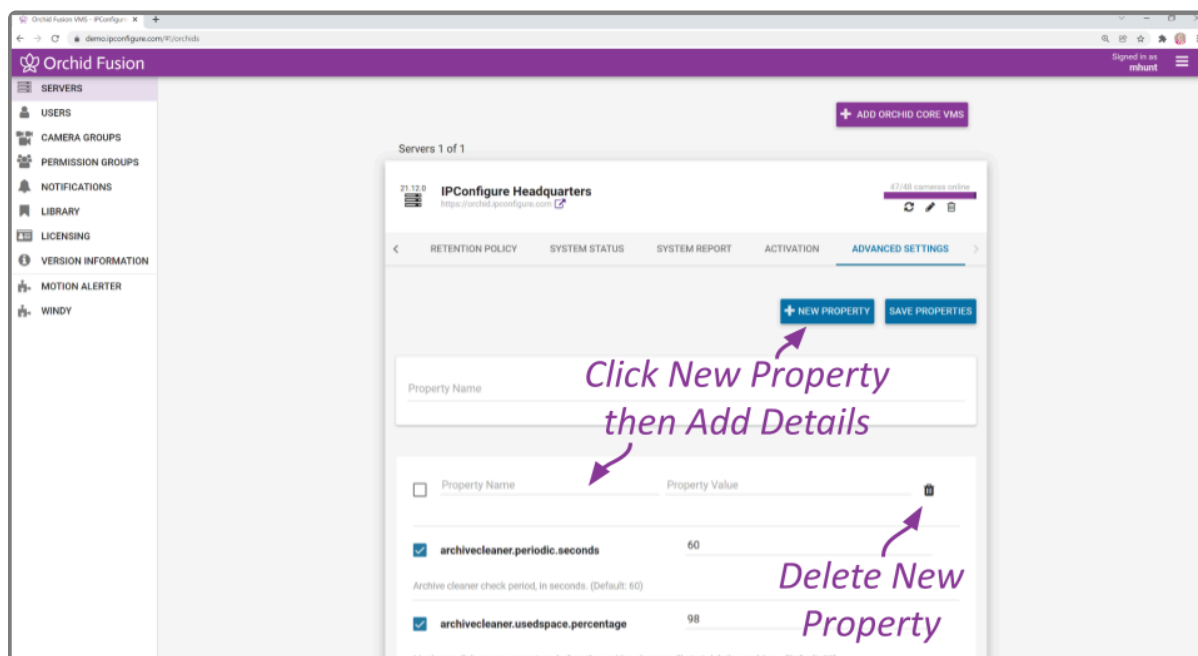 Orchid Fusion VMS - IPConfigur
demo.ipconfigure.com/#!/orchids
Orchid Fusion
Signed in as
mhunt
SERVERS
USERS
CAMERA GROUPS
PERMISSION GROUPS
NOTIFICATIONS
LIBRARY
LICENSING
VERSION INFORMATION
MOTION ALERTER
WINDY
ADD ORCHID CORE VMS
Servers 1 of 1
21.12.0
IPConfigure Headquarters
https://orchid.ipconfigure.com
47/48 cameras online
RETENTION POLICY SYSTEM STATUS SYSTEM REPORT ACTIVATION ADVANCED SETTINGS
NEW PROPERTY SAVE PROPERTIES
Click New Property
then Add Details
Property Name
Property Name Property Value
archivecleaner.periodic.seconds 60
Archive cleaner check period, in seconds. (Default: 60)
Delete New
Property
archivecleaner.usedspace.percentage 98